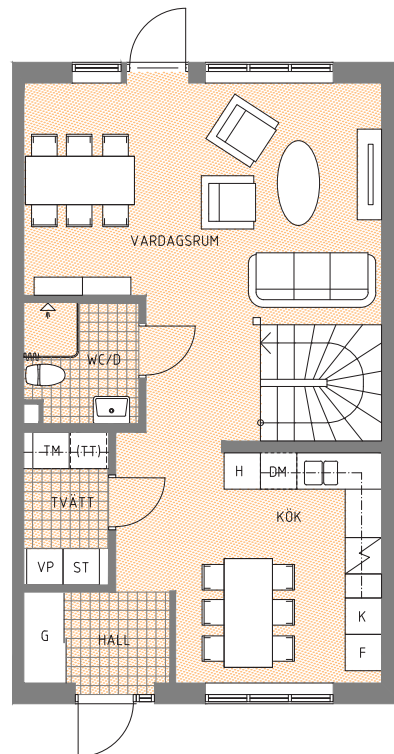 VARDAGSRUM
WC/D
TM (TT)
H DM
TVÄTT
KÖK
VP ST
K
G HALL
F